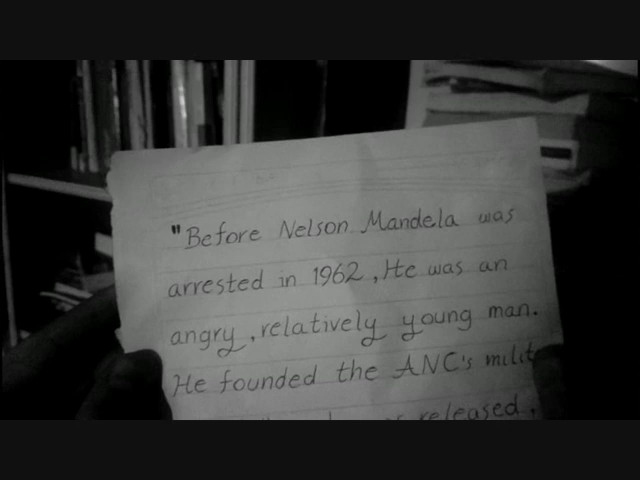 "Before Nelson Mandela was
arrested in 1962, He was an
angry, relatively young man.
He founded the ANC's milit
released,